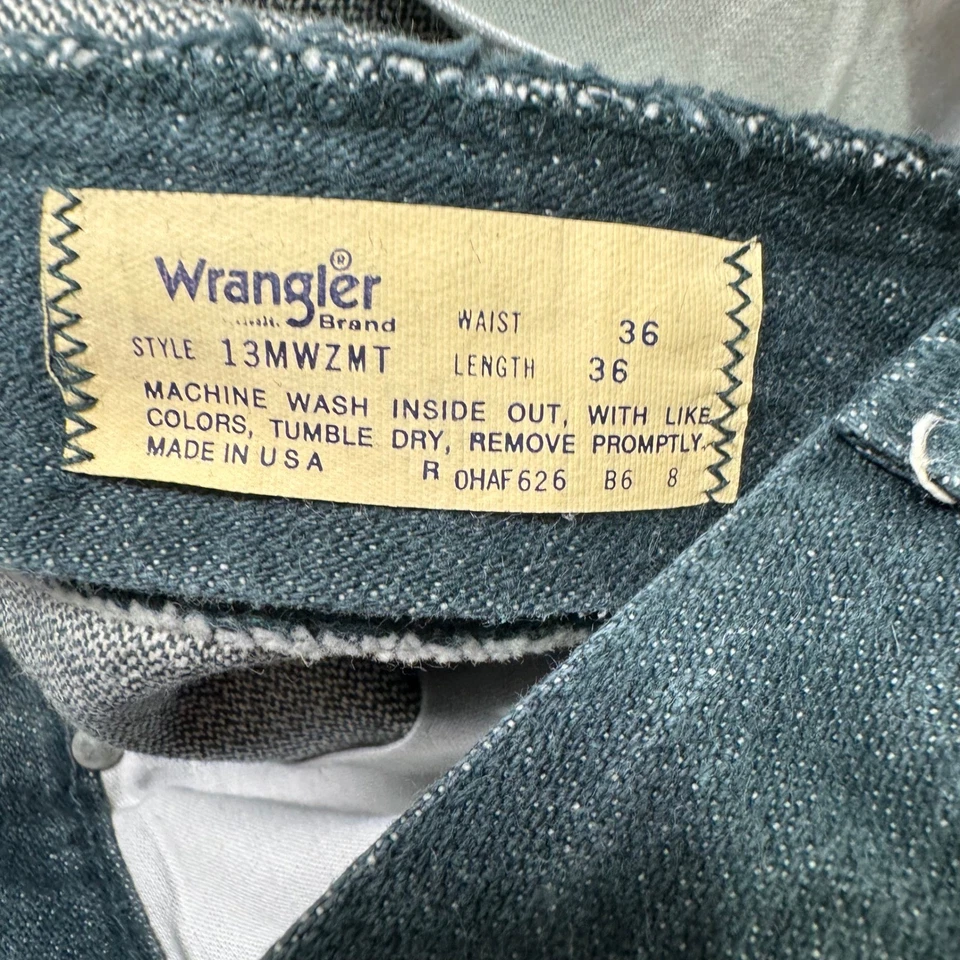 Wrangler®
Brand
WAIST 36
STYLE 13MWZMT
LENGTH 36
MACHINE WASH INSIDE OUT, WITH LIKE
COLORS, TUMBLE DRY, REMOVE PROMPTLY.
MADE IN USA
R OHAF626 B6 8